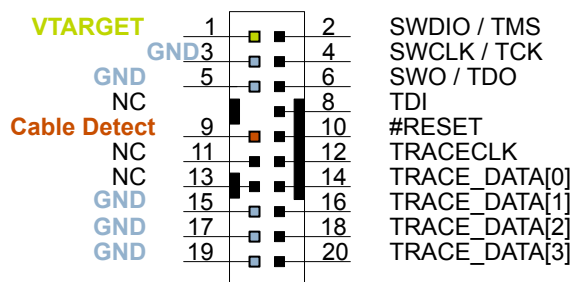 VTARGET 1 2 SWDIO / TMS
GND 3 4 SWCLK / TCK
GND 5 6 SWO / TDO
NC 8 TDI
Cable Detect 9 10 #RESET
NC 11 12 TRACECLK
NC 13 14 TRACE_DATA[0]
GND 15 16 TRACE_DATA[1]
GND 17 18 TRACE_DATA[2]
GND 19 20 TRACE_DATA[3]